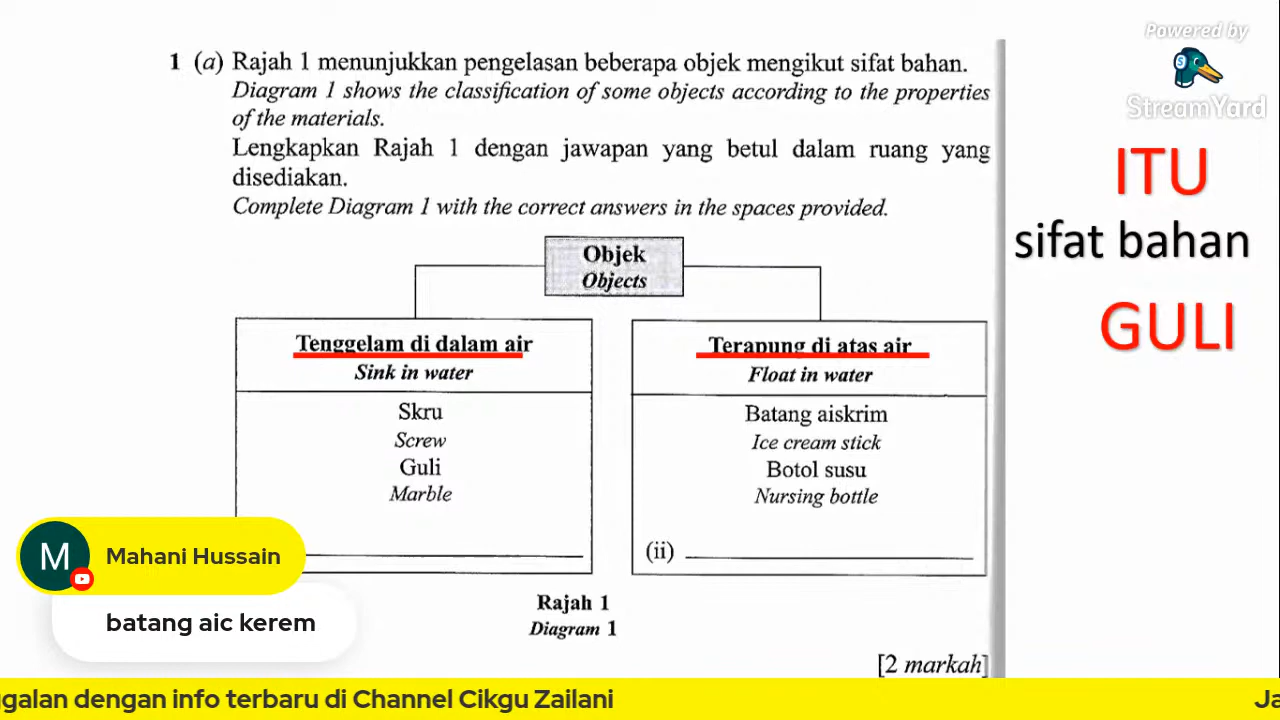 Powered by
StreamYard
1 (a) Rajah 1 menunjukkan pengelasan beberapa objek mengikut sifat bahan.
Diagram 1 shows the classification of some objects according to the properties
of the materials.
Lengkapkan Rajah 1 dengan jawapan yang betul dalam ruang yang
disediakan.
Complete Diagram 1 with the correct answers in the spaces provided.
ITU
sifat bahan
GULI
Objek
Objects
Tenggelam di dalam air
Sink in water
Skru
Screw
Guli
Marble
Terapung di atas air
Float in water
Batang aiskrim
Ice cream stick
Botol susu
Nursing bottle
(ii)
Rajah 1
Diagram 1
[2 markah]
M
Mahani Hussain
batang aic kerem
galan dengan info terbaru di Channel Cikgu Zailani
Ja